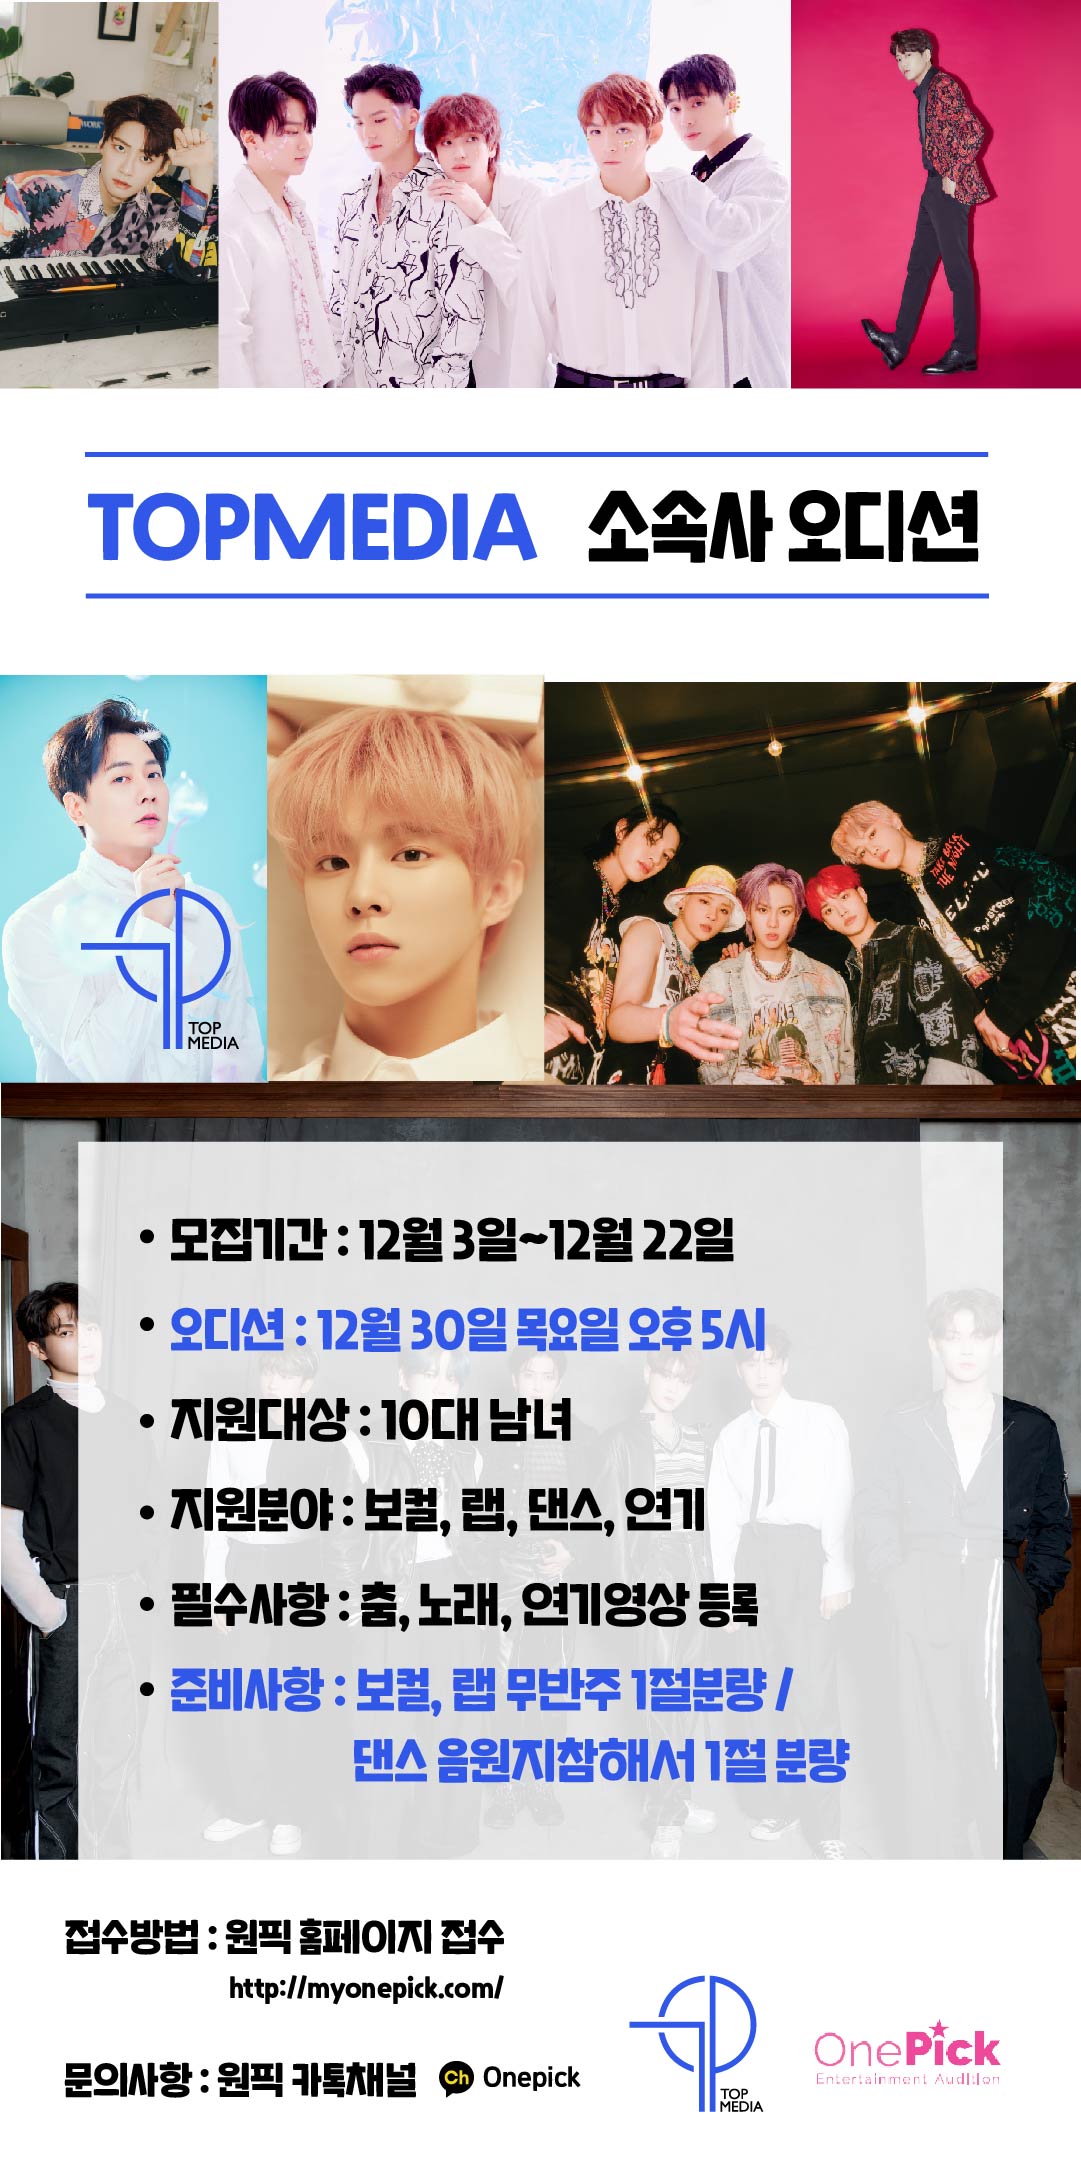 TOPMEDIA 소속사 오디션
TAKE BACK
THE NIGHT
TOP
MEDIA
• 모집기간 : 12월 3일~12월 22일
• 오디션 : 12월 30일 목요일 오후 5시
• 지원대상 : 10대 남녀
• 지원분야 : 보컬, 랩, 댄스, 연기
• 필수사항 : 춤, 노래, 연기영상 등록
• 준비사항 : 보컬, 랩 무반주 1절분량 /
댄스 음원지참해서 1절 분량
접수방법 : 원픽 홈페이지 접수
http://myonepick.com/
문의사항 : 원픽 카톡채널 Ch Onepick
TOP
MEDIA
OnePick
Entertainment Audition